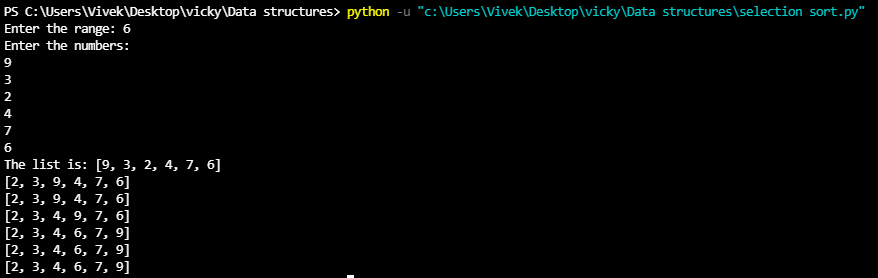 PS C:\Users\Vivek\Desktop\vicky\Data structures> python -u "c:\Users\Vivek\Desktop\vicky\Data structures\selection sort.py"
Enter the range: 6
Enter the numbers:
9
3
2
4
7
6
The list is: [9, 3, 2, 4, 7, 6]
[2, 3, 9, 4, 7, 6]
[2, 3, 9, 4, 7, 6]
[2, 3, 4, 9, 7, 6]
[2, 3, 4, 6, 7, 9]
[2, 3, 4, 6, 7, 9]
[2, 3, 4, 6, 7, 9]